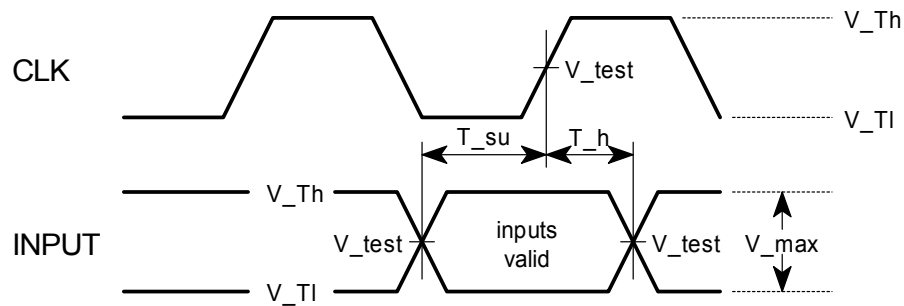 V_Th
CLK
V_test
V_Tl
T_su
T_h
V_Th
INPUT
V_test
inputs
valid
V_test
V_max
V_Tl